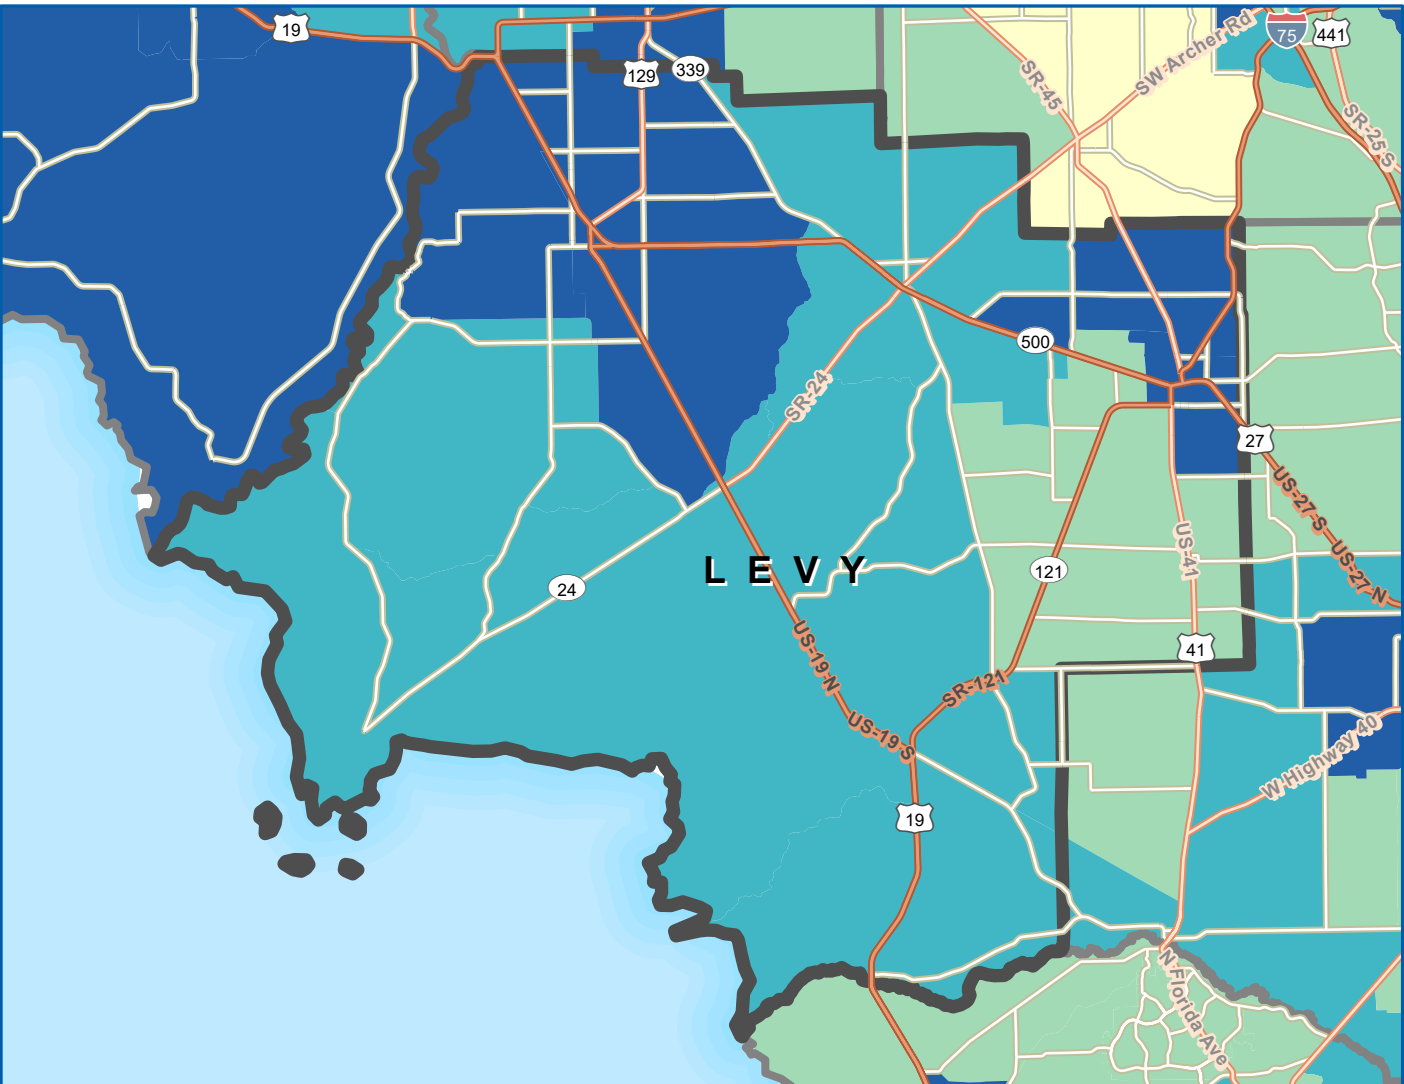 19
129
339
SR-45
SW Archer Rd
75
441
SR-25 S
500
SR-24
27
US-27 S
US-27 N
L E V Y
24
121
US-41
41
US-19 N
US-19 S
SR-121
W Highway 40
19
N Florida Ave